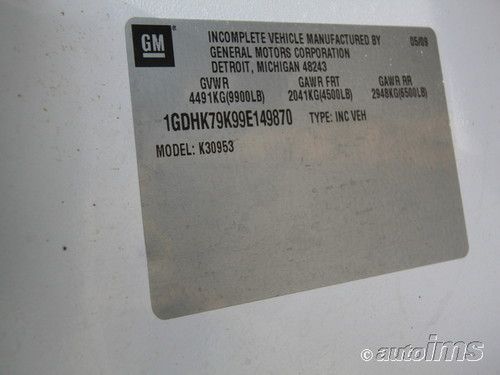 GM
INCOMPLETE VEHICLE MANUFACTURED BY 05/09
GENERAL MOTORS CORPORATION
DETROIT, MICHIGAN 48243
GVWR GAWR FRT GAWR RR
4491KG(9900LB) 2041KG(4500LB) 2948KG(6500LB)
1GDHK79K99E149870 TYPE: INC VEH
MODEL: K30953
© autoims